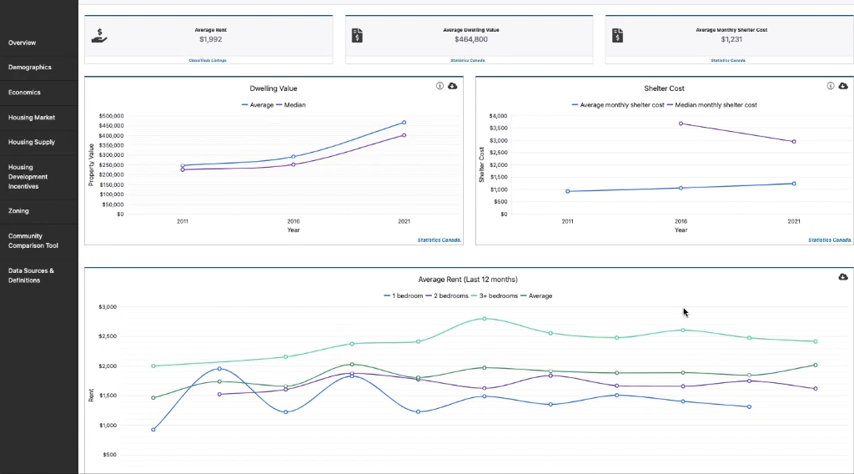 Overview
Demographics
Economics
Housing Market
Housing Supply
Housing
Development
Incentives
Zoning
Community
Comparison Tool
Data Sources &
Definitions
Average Rent
$1,992
Classified Listings
Average Dwelling Value
$464,800
Statistics Canada.
Average Monthly Shelter Cost
$1,231
Statistics Canada.
Dwelling Value
Average Median
Property Value
$500,000
$450,000
$400,000
$350,000
$300,000
$250,000
$200,000
$150,000
$100,000
$50,000
$0
2011 2016 2021
Year
Statistics Canada.
Shelter Cost
Average monthly shelter cost Median monthly shelter cost
Shelter Cost
$4,000
$3,500
$3,000
$2,500
$2,000
$1,500
$1,000
$500
$0
2011 2016 2021
Year
Statistics Canada.
Average Rent (Last 12 months)
1 bedroom 2 bedrooms 3+ bedrooms Average
Rent
$3,000
$2,500
$2,000
$1,500
$1,000
$500